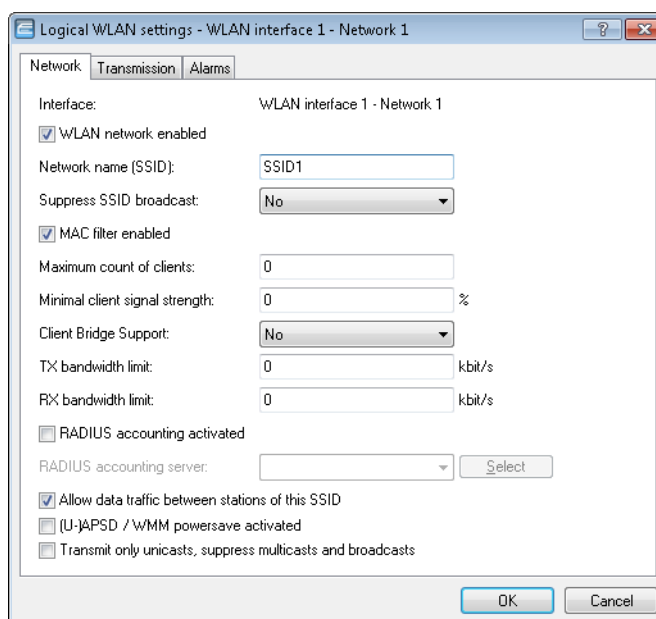 Logical WLAN settings - WLAN interface 1 - Network 1
Network Transmission Alarms
Interface: WLAN interface 1 - Network 1
WLAN network enabled
Network name (SSID): SSID1
Suppress SSID broadcast: No
MAC filter enabled
Maximum count of clients: 0
Minimal client signal strength: 0 %
Client Bridge Support: No
TX bandwidth limit: 0 kbit/s
RX bandwidth limit: 0 kbit/s
RADIUS accounting activated
RADIUS accounting server: Select
Allow data traffic between stations of this SSID
(U-)APSD / WMM powersave activated
Transmit only unicasts, suppress multicasts and broadcasts
OK Cancel